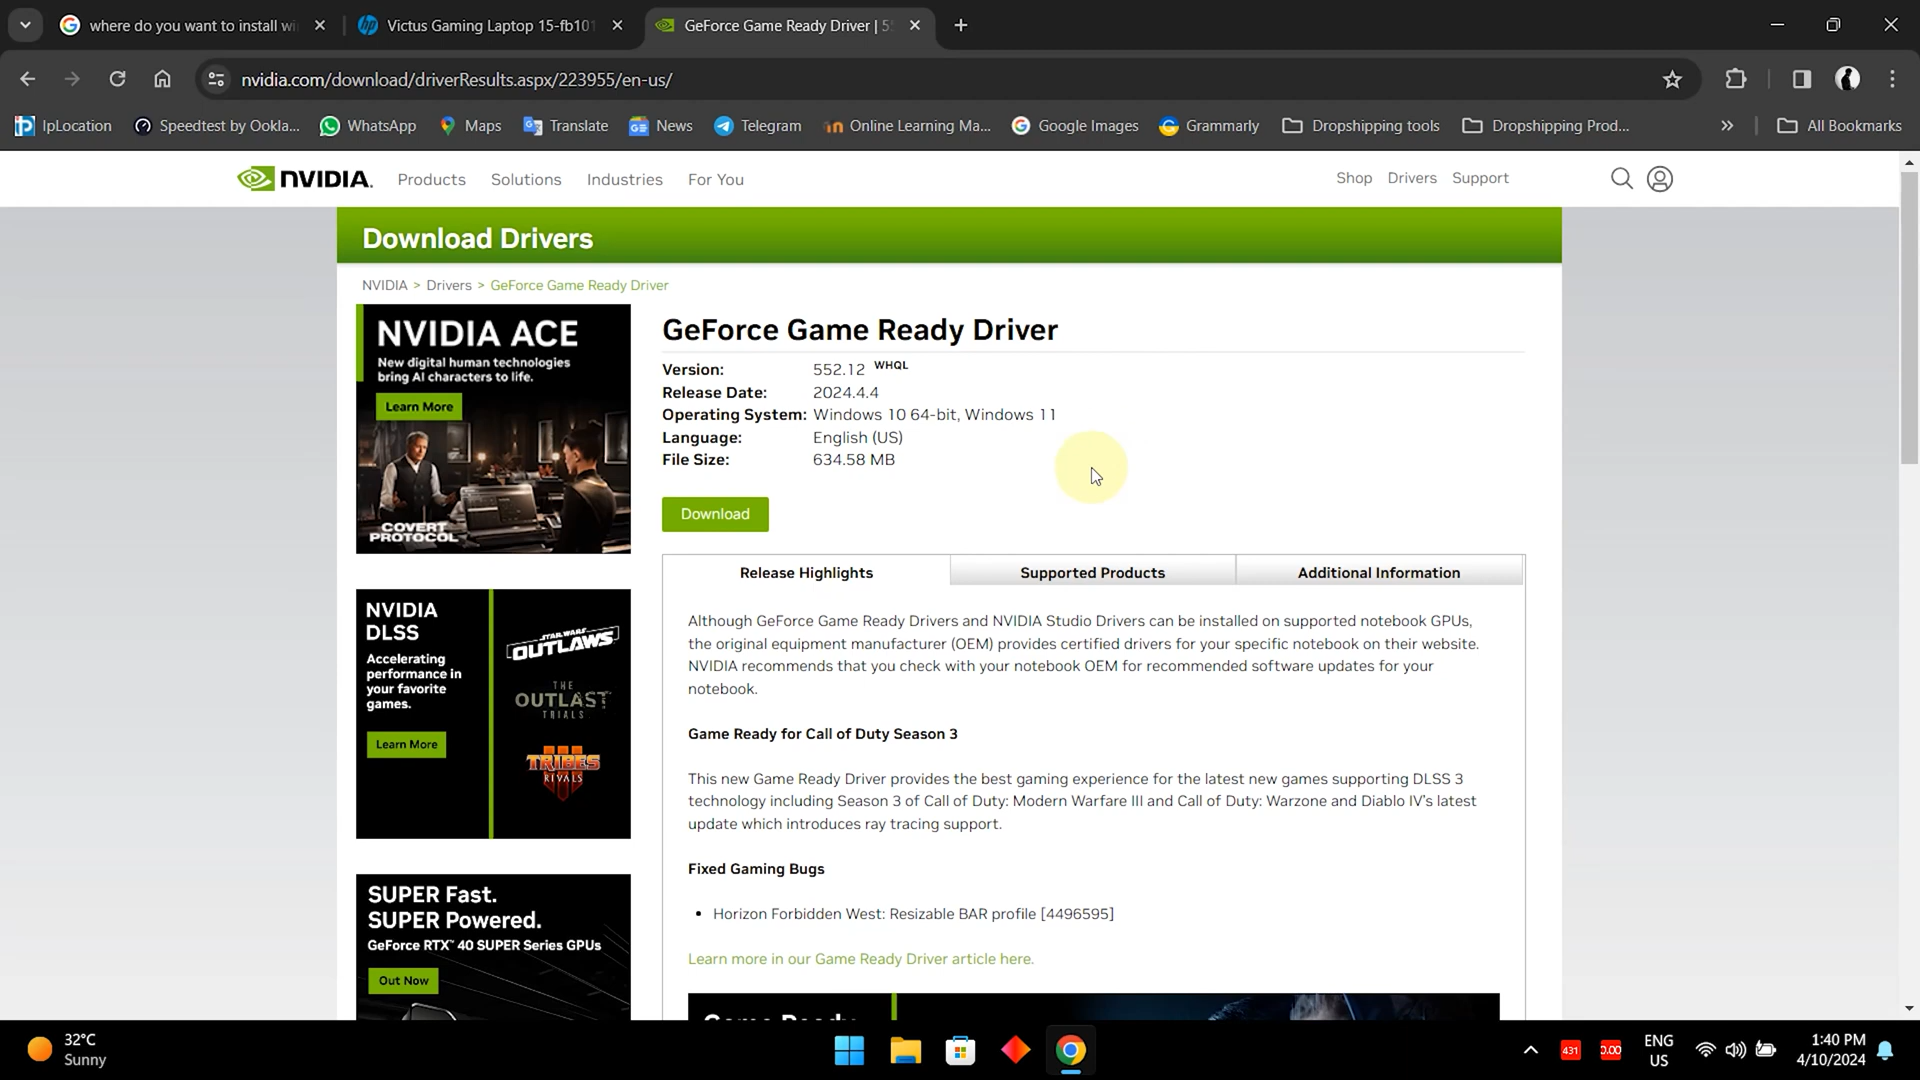 where do you want to install wi
Victus Gaming Laptop 15-fb101
GeForce Game Ready Driver | 55
nvidia.com/download/driverResults.aspx/223955/en-us/
IpLocation
Speedtest by Ookla...
WhatsApp
Maps
Translate
News
Telegram
Online Learning Ma...
Google Images
Grammarly
Dropshipping tools
Dropshipping Prod...
All Bookmarks
NVIDIA.
Products
Solutions
Industries
For You
Shop
Drivers
Support
Download Drivers
NVIDIA > Drivers > GeForce Game Ready Driver
NVIDIA ACE
New digital human technologies
bring AI characters to life.
Learn More
COVERT
PROTOCOL
NVIDIA
DLSS
Accelerating
performance in
your favorite
games.
Learn More
STAR WARS
OUTLAWS
THE
OUTLAST
TRIALS
TRIBES
RIVALS
SUPER Fast.
SUPER Powered.
GeForce RTX™ 40 SUPER Series GPUs
Out Now
GeForce Game Ready Driver
Version: 552.12 WHQL
Release Date: 2024.4.4
Operating System: Windows 10 64-bit, Windows 11
Language: English (US)
File Size: 634.58 MB
Download
Release Highlights
Supported Products
Additional Information
Although GeForce Game Ready Drivers and NVIDIA Studio Drivers can be installed on supported notebook GPUs,
the original equipment manufacturer (OEM) provides certified drivers for your specific notebook on their website.
NVIDIA recommends that you check with your notebook OEM for recommended software updates for your
notebook.
Game Ready for Call of Duty Season 3
This new Game Ready Driver provides the best gaming experience for the latest new games supporting DLSS 3
technology including Season 3 of Call of Duty: Modern Warfare III and Call of Duty: Warzone and Diablo IV's latest
update which introduces ray tracing support.
Fixed Gaming Bugs
• Horizon Forbidden West: Resizable BAR profile [4496595]
Learn more in our Game Ready Driver article here.
Game Ready
32°C
Sunny
431
0.00
ENG
US
1:40 PM
4/10/2024